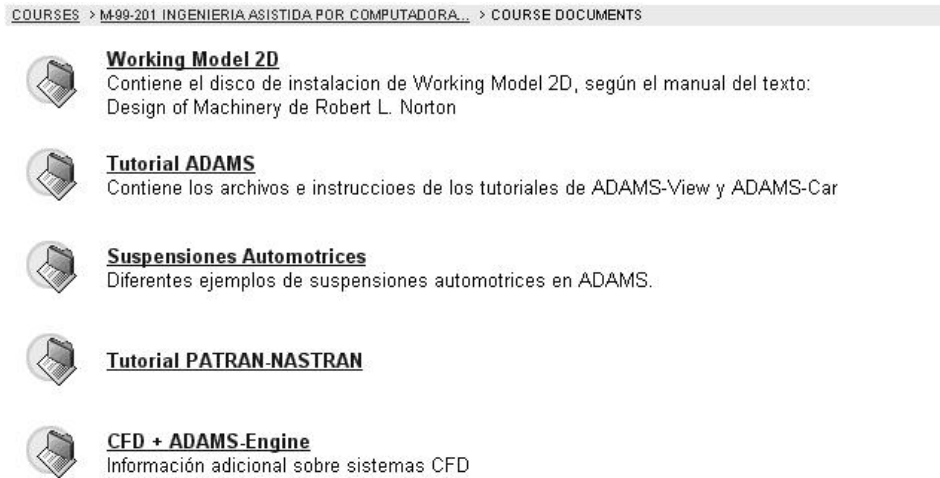 COURSES > M-99-201 INGENIERIA ASISTIDA POR COMPUTADORA... > COURSE DOCUMENTS
Working Model 2D
Contiene el disco de instalacion de Working Model 2D, según el manual del texto:
Design of Machinery de Robert L. Norton
Tutorial ADAMS
Contiene los archivos e instruccioes de los tutoriales de ADAMS-View y ADAMS-Car
Suspensiones Automotrices
Diferentes ejemplos de suspensiones automotrices en ADAMS.
Tutorial PATRAN-NASTRAN
CFD + ADAMS-Engine
Información adicional sobre sistemas CFD